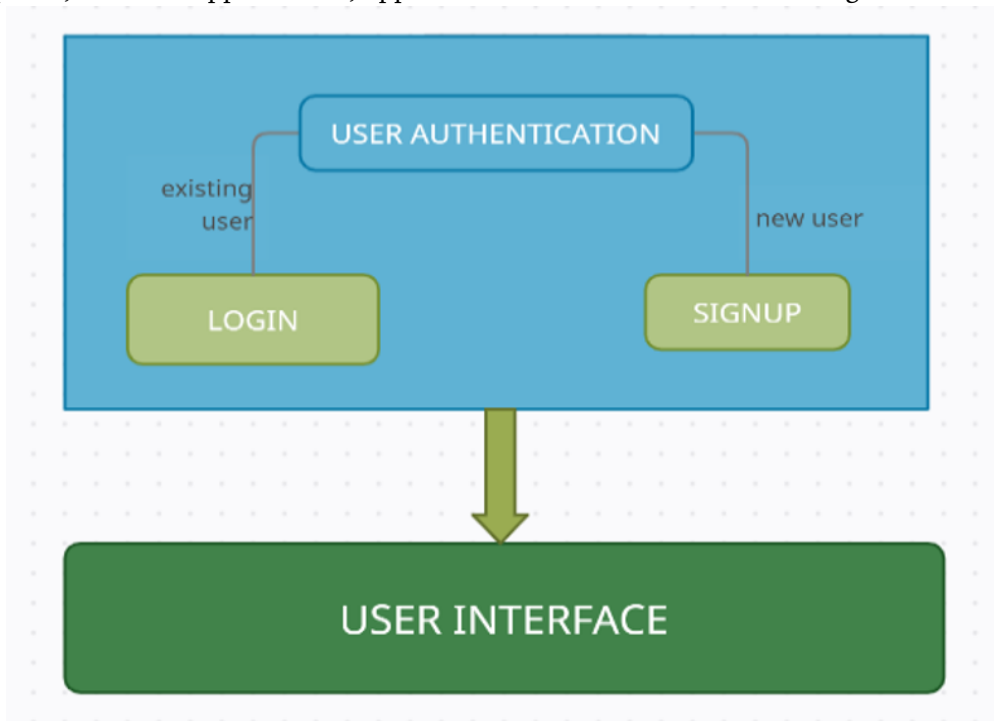 USER AUTHENTICATION
existing
user
new user
LOGIN
SIGNUP
USER INTERFACE